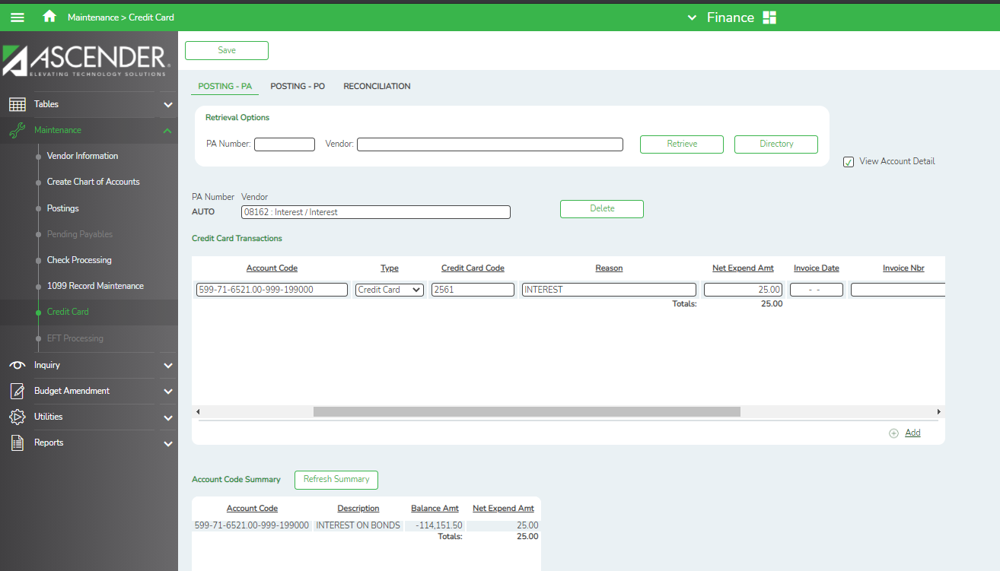 Maintenance > Credit Card
Finance
ASCENDER
ELEVATING TECHNOLOGY SOLUTIONS
Save
POSTING - PA POSTING - PO RECONCILIATION
Tables
Maintenance
Vendor Information
Create Chart of Accounts
Postings
Pending Payables
Check Processing
1099 Record Maintenance
Credit Card
EFT Processing
Inquiry
Budget Amendment
Utilities
Reports
Retrieval Options
PA Number: Vendor: Retrieve Directory
View Account Detail
PA Number Vendor
AUTO 08162 : Interest / Interest Delete
Credit Card Transactions
Account Code Type Credit Card Code Reason Net Expend Amt Invoice Date Invoice Nbr
599-71-6521.00-999-199000 Credit Card 2561 INTEREST 25.00 - -
Totals: 25.00
Add
Account Code Summary Refresh Summary
Account Code Description Balance Amt Net Expend Amt
599-71-6521.00-999-199000 INTEREST ON BONDS -114,151.50 25.00
Totals: 25.00